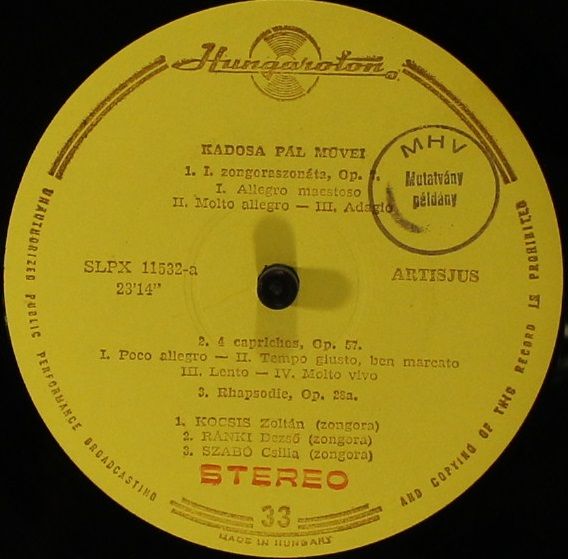 Hungaroton
KADOSA PÁL MŰVEI
1. I. zongoraszonáta, Op. 7.
I. Allegro maestoso
II. Molto allegro — III. Adagio
MHV
Mutatvány
példány
SLPX 11532-a
23'14"
ARTISJUS
2. 4 capriches, Op. 57.
I. Poco allegro — II. Tempo giusto, ben marcato
III. Lento — IV. Molto vivo
3. Rhapsodie, Op. 28a.
1. KOCSIS Zoltán (zongora)
2. RÁNKI Dezső (zongora)
3. SZABÓ Csilla (zongora)
STEREO
33
MADE IN HUNGARY
UNAUTHORIZED PUBLIC PERFORMANCE BROADCASTING
AND COPYING OF THIS RECORD IS PROHIBITED